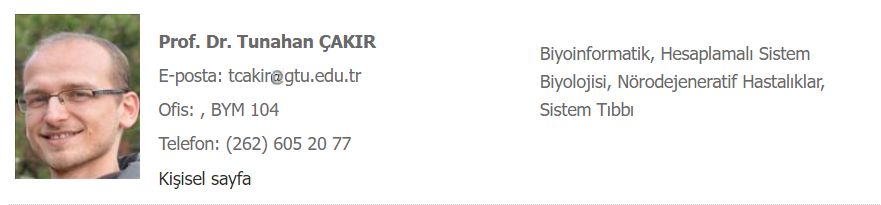 Prof. Dr. Tunahan ÇAKIR
E-posta: tcakir@gtu.edu.tr
Ofis: , BYM 104
Telefon: (262) 605 20 77
Kişisel sayfa
Biyoinformatik, Hesaplamalı Sistem
Biyolojisi, Nörodejeneratif Hastalıklar,
Sistem Tıbbı